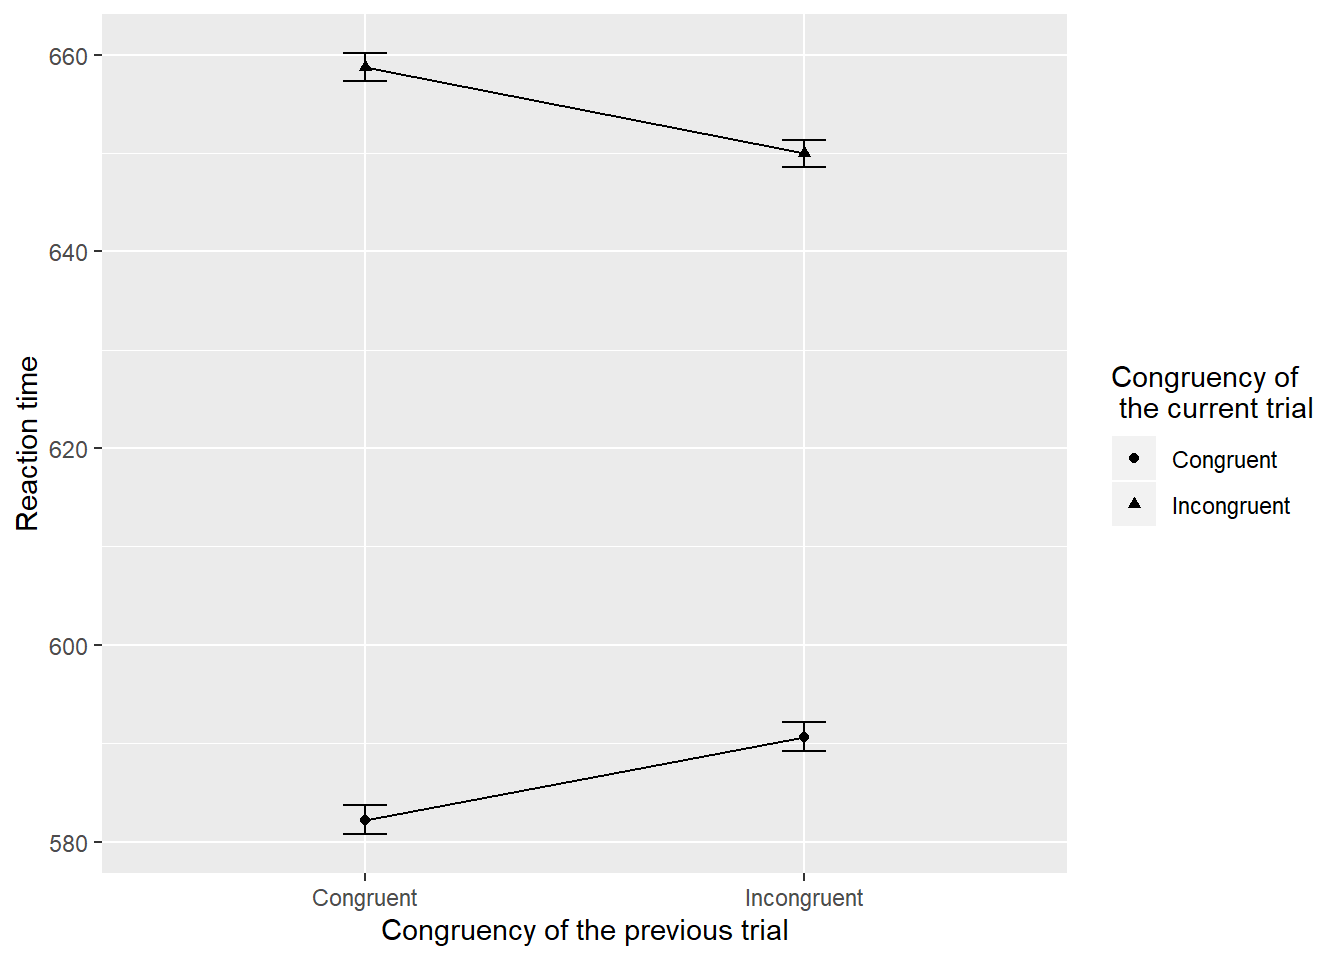 660
640
620
600
580
Reaction time
Congruent
Incongruent
Congruency of the previous trial
Congruency of
the current trial
Congruent
Incongruent